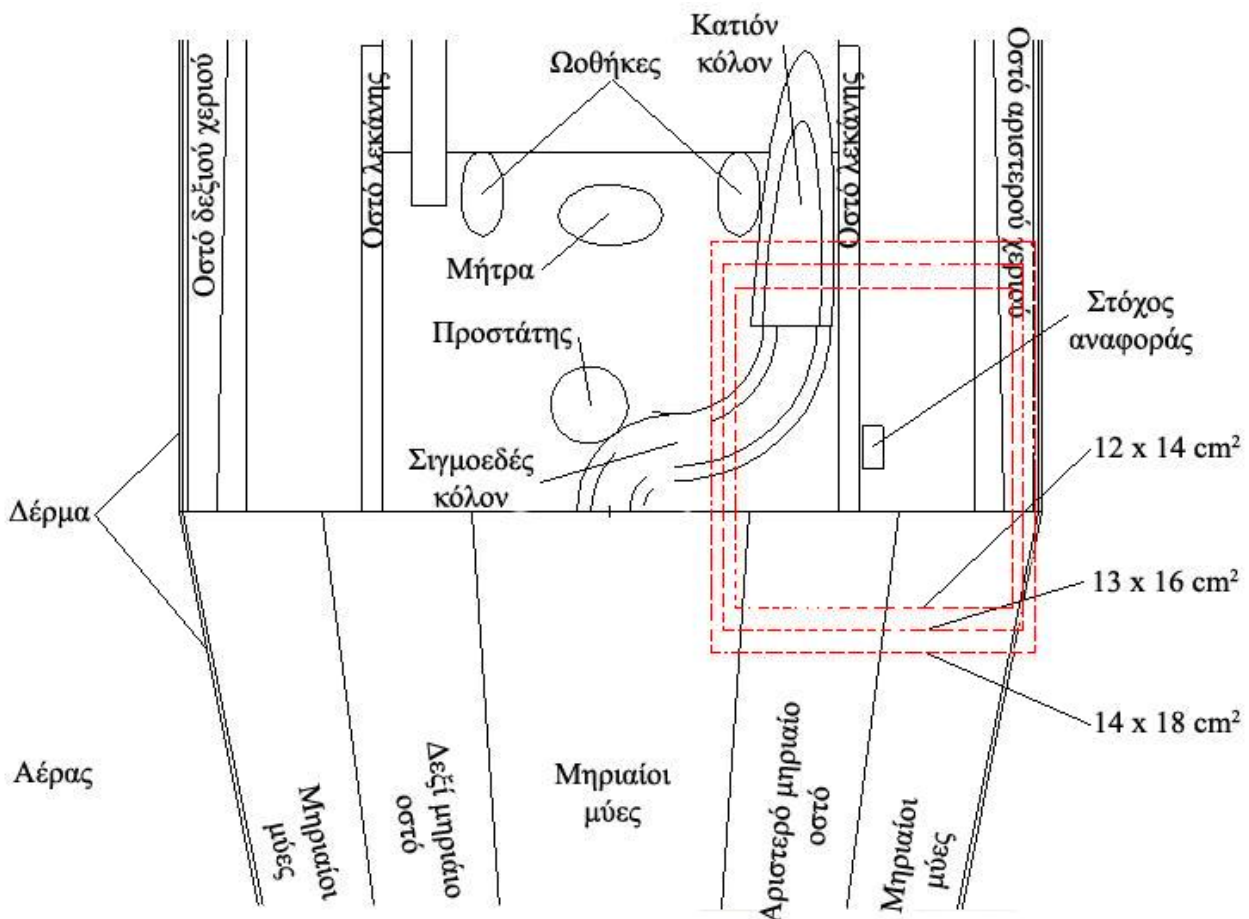 Κατιόν
κόλον
Ωοθήκες
Οστό δεξιού χεριού
Οστό λεκάνης
Οστό λεκάνης
Οστό αριστερού χεριού
Μήτρα
Προστάτης
Στόχος
αναφοράς
Σιγμοεδές
κόλον
12 x 14 cm²
Δέρμα
13 x 16 cm²
14 x 18 cm²
Αέρας
Μηριαίοι
μύες
Δεξί μηριαίο
οστό
Μηριαίοι
μύες
Αριστερό μηριαίο
οστό
Μηριαίοι
μύες